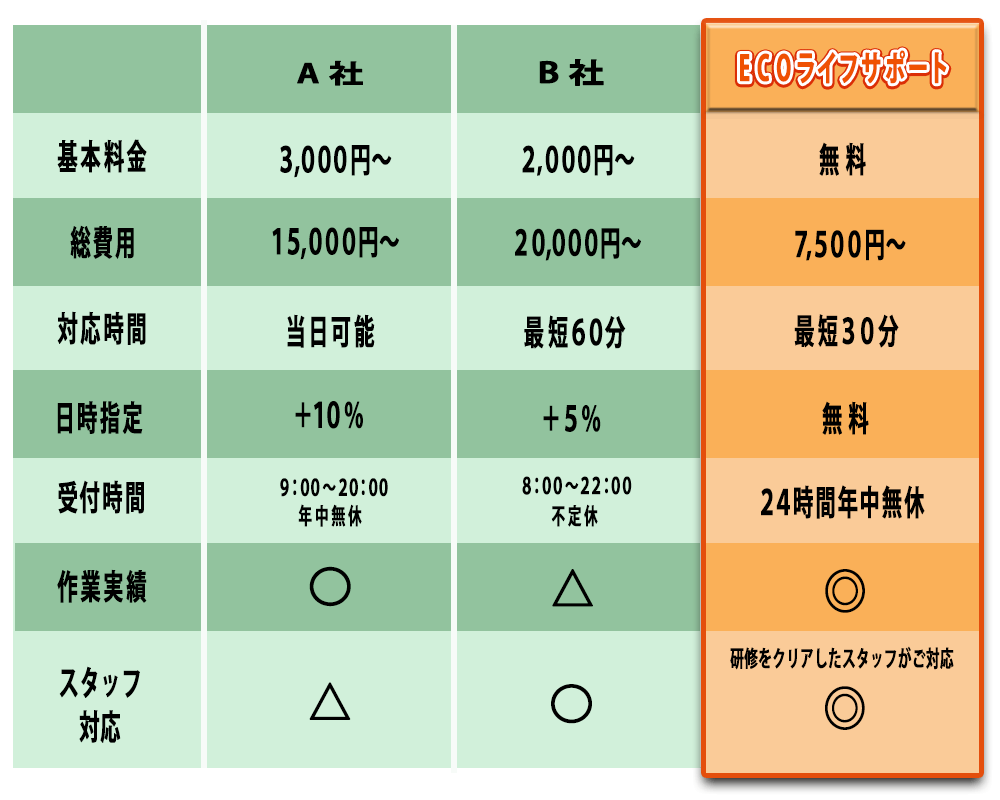 A 社 B 社 ECOライフサポート
基本料金 3,000円～ 2,000円～ 無料
総費用 15,000円～ 20,000円～ 7,500円～
対応時間 当日可能 最短60分 最短30分
日時指定 +10% +5% 無料
受付時間 9:00～20:00 8:00～22:00 24時間年中無休
年中無休 不定休
作業実績 ○ △ ◎
スタッフ 研修をクリアしたスタッフがご対応
対応 △ ○ ◎